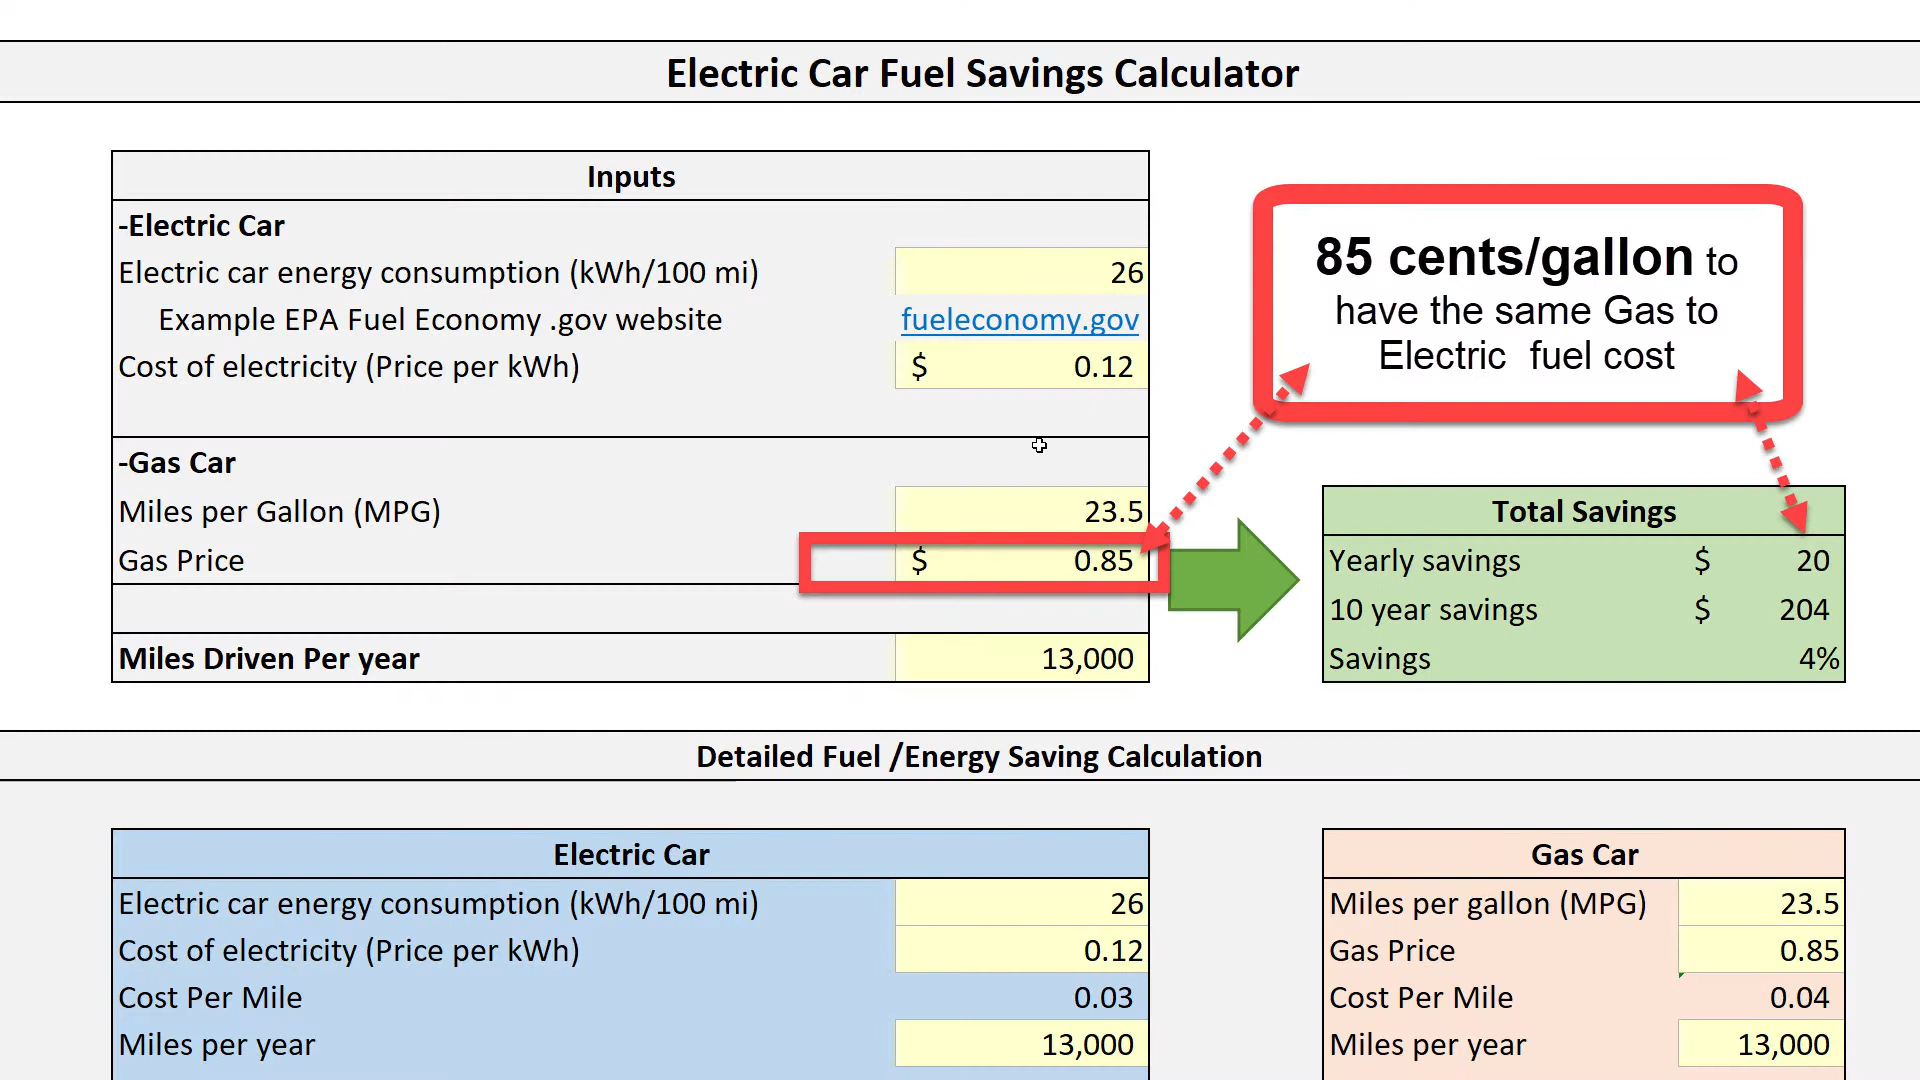 Electric Car Fuel Savings Calculator
Inputs
-Electric Car
Electric car energy consumption (kWh/100 mi) 26
Example EPA Fuel Economy .gov website fueleconomy.gov
Cost of electricity (Price per kWh) $ 0.12
-Gas Car
Miles per Gallon (MPG) 23.5
Gas Price $ 0.85
Miles Driven Per year 13,000
85 cents/gallon to
have the same Gas to
Electric fuel cost
Total Savings
Yearly savings $ 20
10 year savings $ 204
Savings 4%
Detailed Fuel /Energy Saving Calculation
Electric Car
Electric car energy consumption (kWh/100 mi) 26
Cost of electricity (Price per kWh) 0.12
Cost Per Mile 0.03
Miles per year 13,000
Gas Car
Miles per gallon (MPG) 23.5
Gas Price 0.85
Cost Per Mile 0.04
Miles per year 13,000